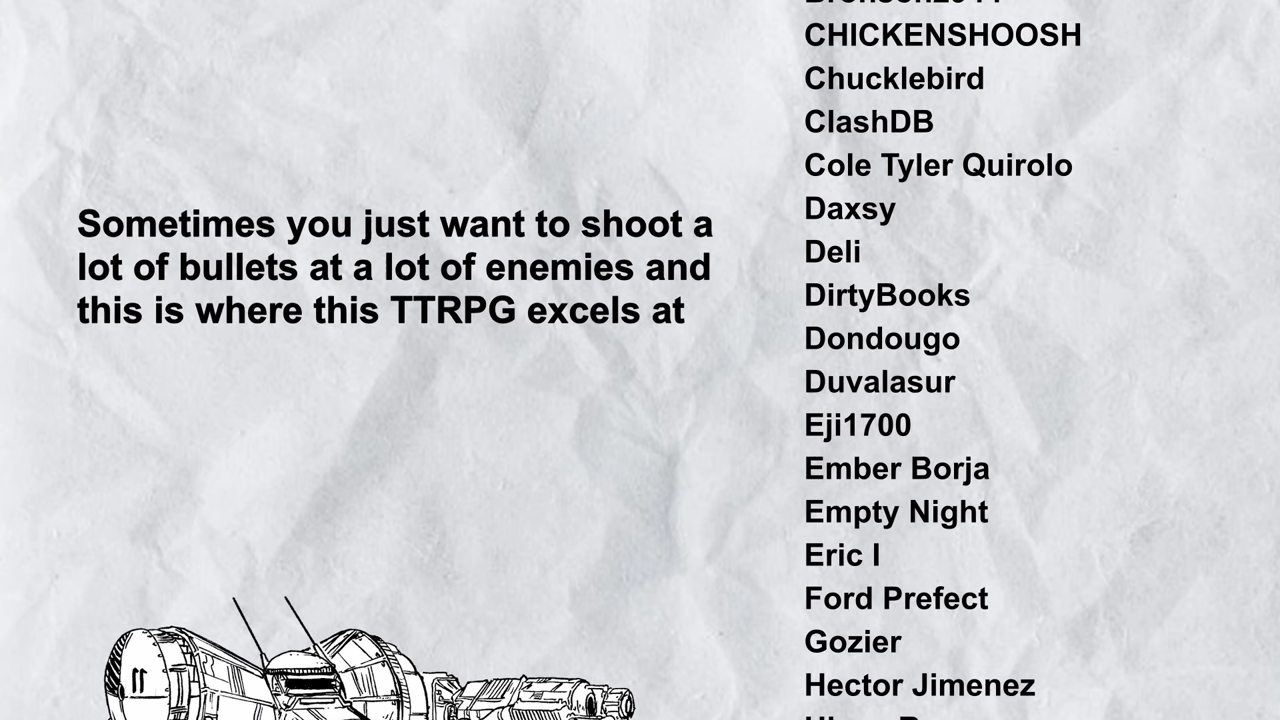 CHICKENSHOOSH
Chucklebird
ClashDB
Cole Tyler Quirolo
Daxsy
Deli
DirtyBooks
Dondougo
Duvalasur
Eji1700
Ember Borja
Empty Night
Eric I
Ford Prefect
Gozier
Hector Jimenez
Sometimes you just want to shoot a
lot of bullets at a lot of enemies and
this is where this TTRPG excels at
11